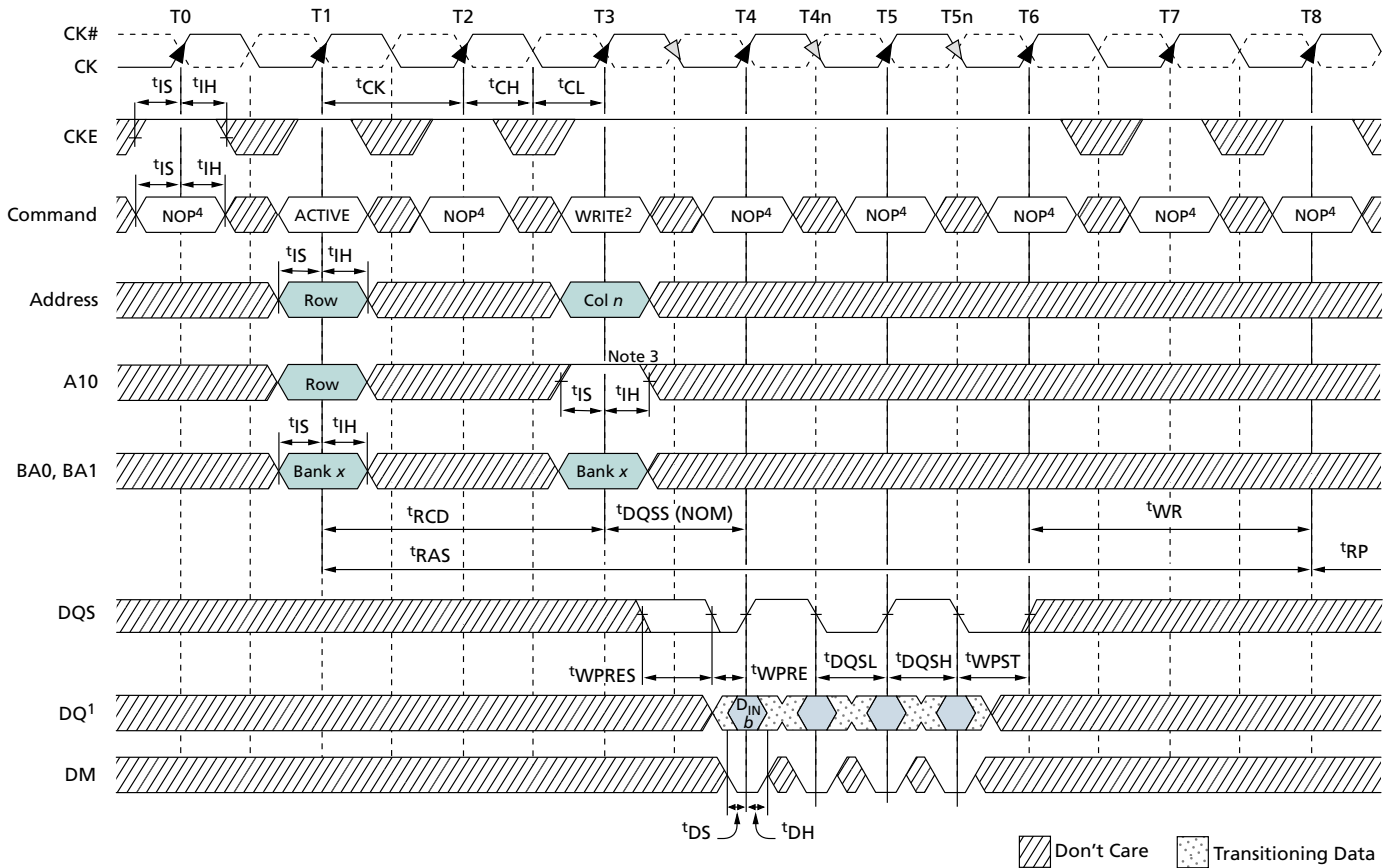 T0 T1 T2 T3 T4 T4n T5 T5n T6 T7 T8
CK#
CK
tIS tIH tCK tCH tCL
CKE
tIS tIH
Command NOP4 ACTIVE NOP4 WRITE2 NOP4 NOP4 NOP4 NOP4 NOP4
tIS tIH
Address Row Col n
Note 3
A10 Row
tIS tIH
tIS tIH
BA0, BA1 Bank x Bank x
tRCD tDQSS (NOM) tWR
tRAS tRP
DQS
tWPRES tWPRE tDQSL tDQSH tWPST
DQ1 DIN
b
DM
tDS tDH
Don't Care Transitioning Data